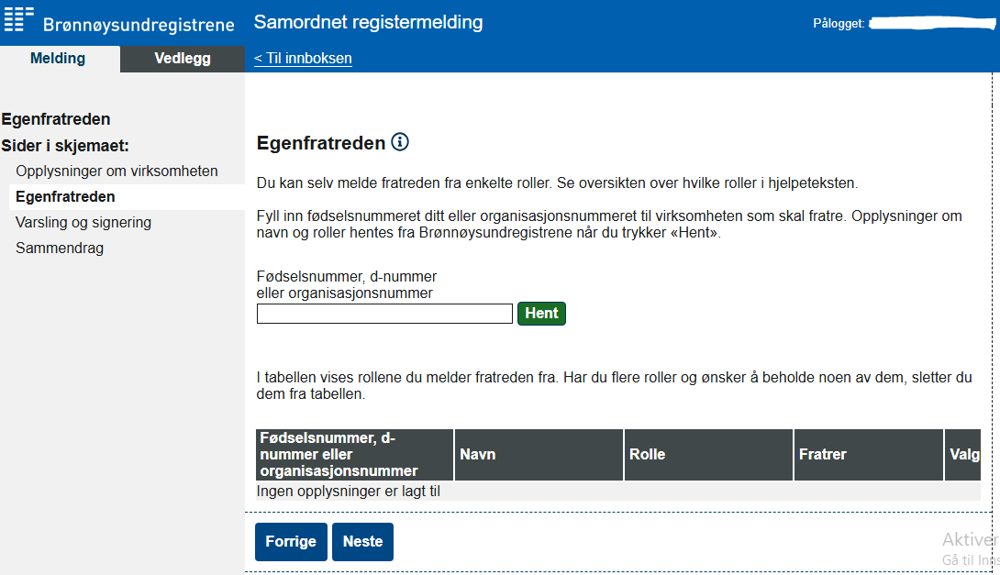 Brønnøysundregistrene
Samordnet registermelding
Pålogget:
Melding
Vedlegg
< Til innboksen
Egenfratreden
Sider i skjemaet:
Opplysninger om virksomheten
Egenfratreden
Varsling og signering
Sammendrag
Egenfratreden
Du kan selv melde fratreden fra enkelte roller. Se oversikten over hvilke roller i hjelpeteksten.
Fyll inn fødselsnummeret ditt eller organisasjonsnummeret til virksomheten som skal fratre. Opplysninger om
navn og roller hentes fra Brønnøysundregistrene når du trykker «Hent».
Fødselsnummer, d-nummer
eller organisasjonsnummer
Hent
I tabellen vises rollene du melder fratreden fra. Har du flere roller og ønsker å beholde noen av dem, sletter du
dem fra tabellen.
Fødselsnummer, d-
nummer eller
organisasjonsnummer
Navn
Rolle
Fratrer
Valg
Ingen opplysninger er lagt til
Forrige
Neste
Aktiver
Gå til Inns